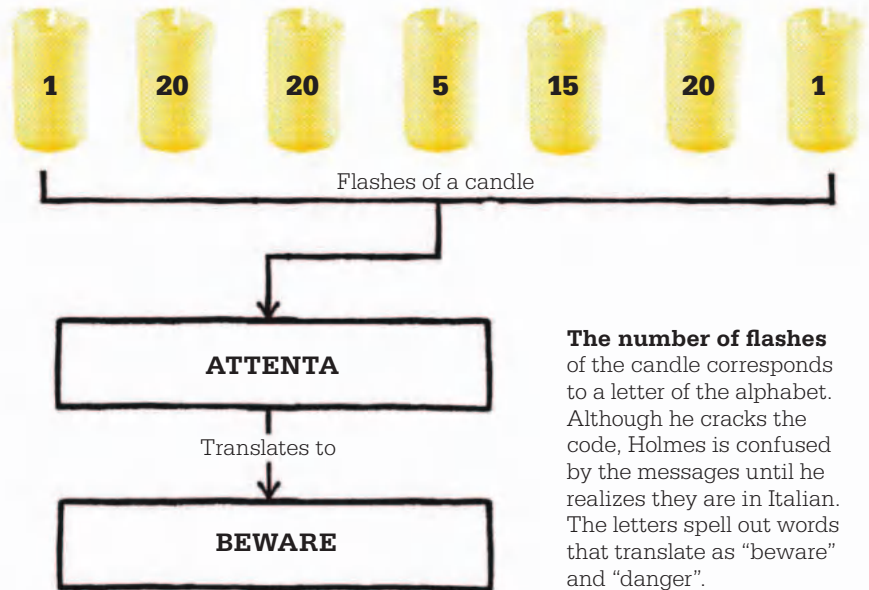 1 20 20 5 15 20 1
Flashes of a candle
ATTENTA
Translates to
BEWARE
The number of flashes
of the candle corresponds
to a letter of the alphabet.
Although he cracks the
code, Holmes is confused
by the messages until he
realizes they are in Italian.
The letters spell out words
that translate as “beware”
and “danger”.